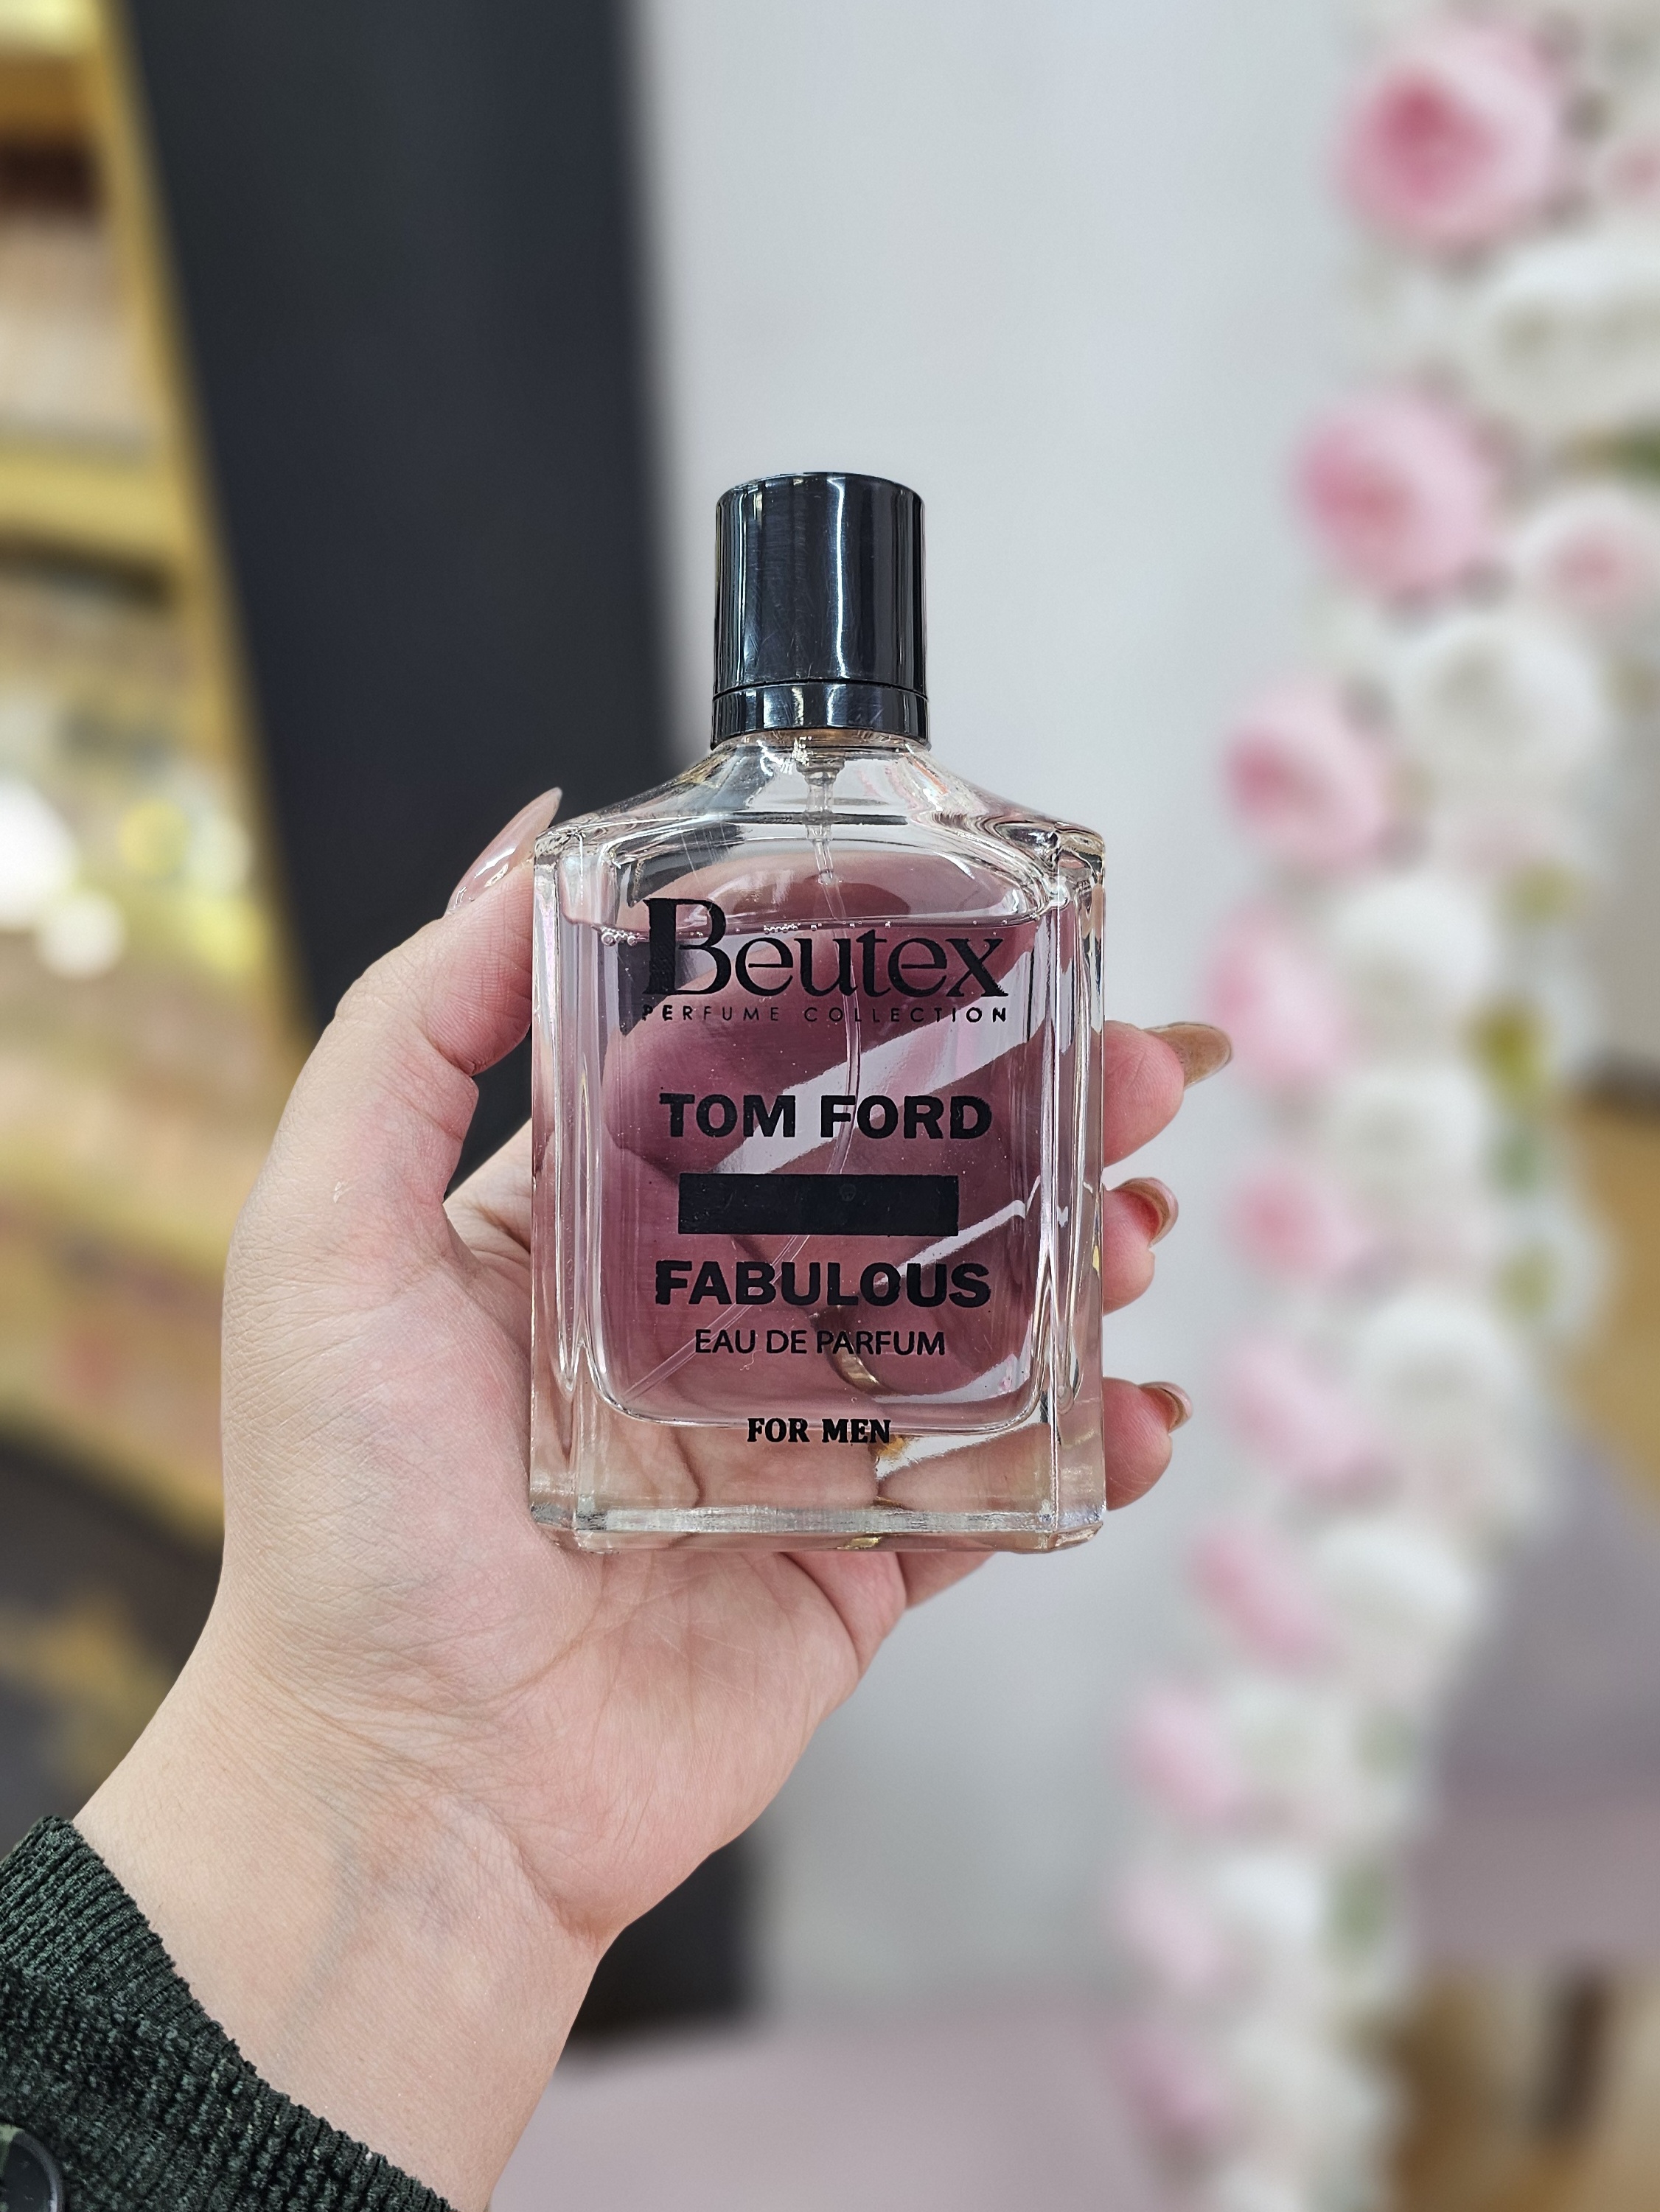 Beutex
PERFUME COLLECTION
TOM FORD
FABULOUS
EAU DE PARFUM
FOR MEN